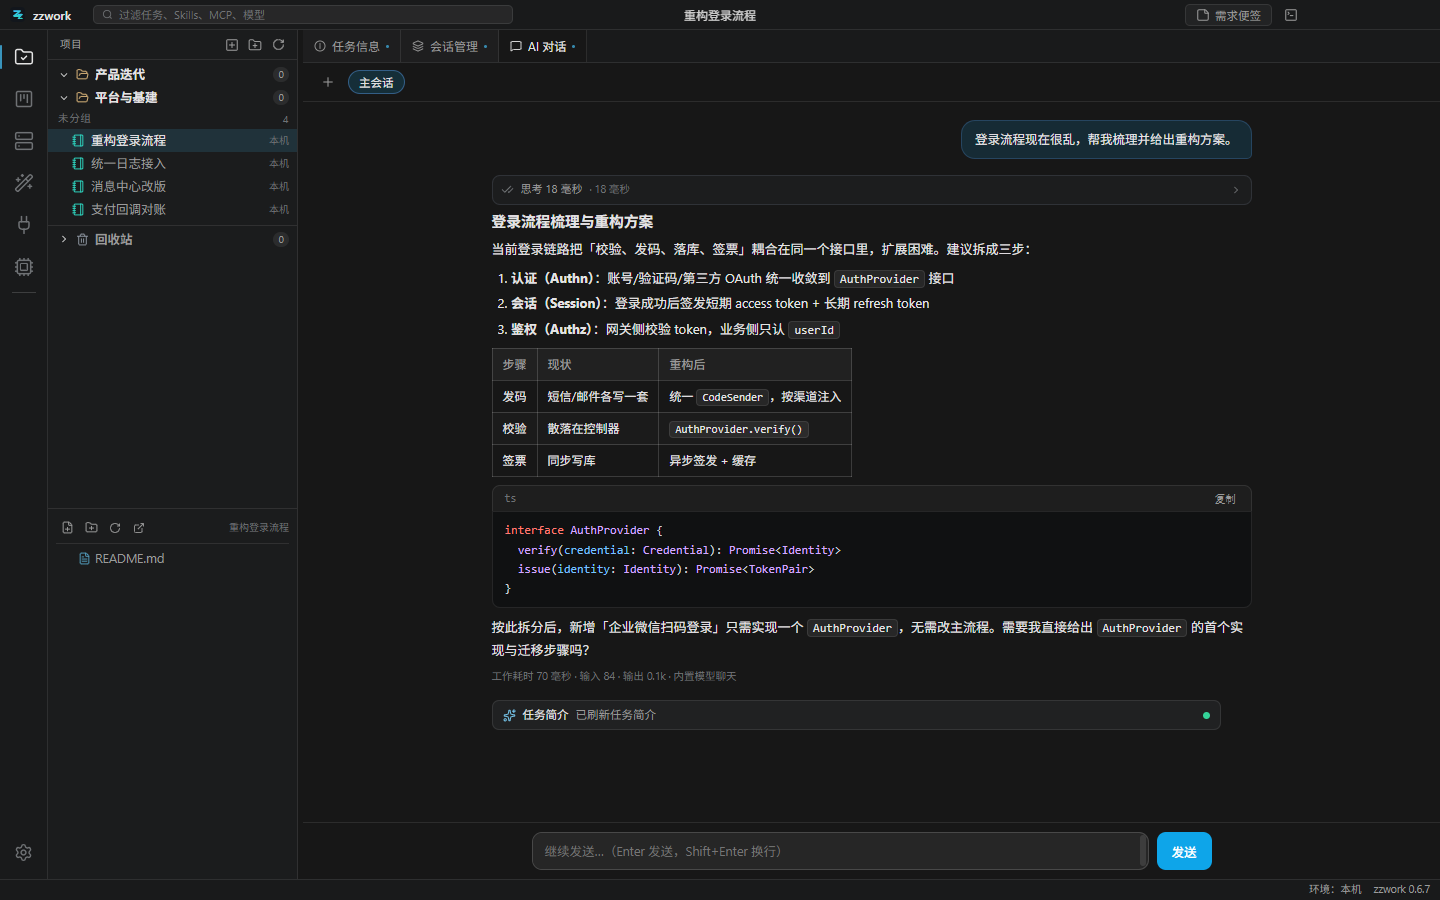 zzwork
过滤任务、Skills、MCP、模型
重构登录流程
需求便签
项目
任务信息
会话管理
AI 对话
产品迭代 0
平台与基建 0
未分组 4
重构登录流程 本机
统一日志接入 本机
消息中心改版 本机
支付回调对账 本机
回收站 0
重构登录流程
README.md
主会话
登录流程现在很乱，帮我梳理并给出重构方案。
思考 18 毫秒 · 18 毫秒
登录流程梳理与重构方案
当前登录链路把「校验、发码、落库、签票」耦合在同一个接口里，扩展困难。建议拆成三步：
1. 认证（Authn）：账号/验证码/第三方 OAuth 统一收敛到 AuthProvider 接口
2. 会话（Session）：登录成功后签发短期 access token + 长期 refresh token
3. 鉴权（Authz）：网关侧校验 token，业务侧只认 userId
步骤 现状 重构后
发码 短信/邮件各写一套 统一 CodeSender，按渠道注入
校验 散落在控制器 AuthProvider.verify()
签票 同步写库 异步签发 + 缓存
ts 复制
interface AuthProvider {
  verify(credential: Credential): Promise<Identity>
  issue(identity: Identity): Promise<TokenPair>
}
按此拆分后，新增「企业微信扫码登录」只需实现一个 AuthProvider，无需改主流程。需要我直接给出 AuthProvider 的首个实
现与迁移步骤吗？
工作耗时 70 毫秒 · 输入 84 · 输出 0.1k · 内置模型聊天
任务简介 已刷新任务简介
继续发送...（Enter 发送，Shift+Enter 换行）
发送
环境：本机 zzwork 0.6.7